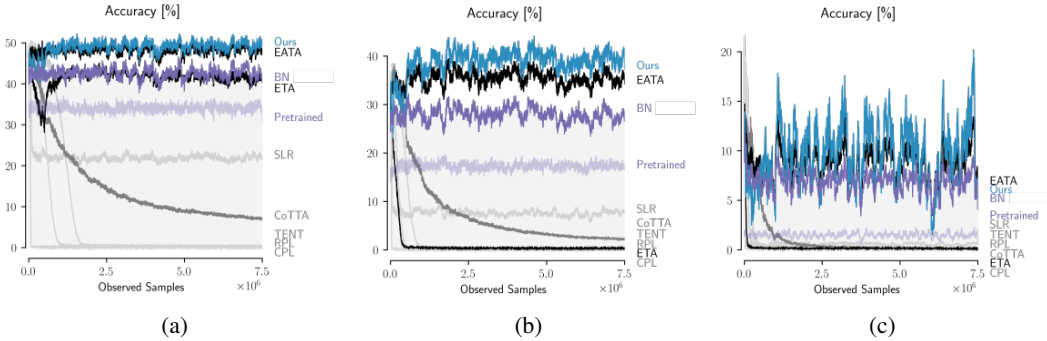 Accuracy [%]
50
40
30
20
10
0
0.0
2.5
5.0
7.5
Observed Samples
×10⁶
Ours
EATA
BN
ETA
Pretrained
SLR
CoTTA
TENT
RPL
CPL
(a)
Accuracy [%]
40
30
20
10
0
0.0
2.5
5.0
7.5
Observed Samples
×10⁶
Ours
EATA
BN
Pretrained
SLR
CoTTA
TENT
RPL
ETA
CPL
(b)
Accuracy [%]
20
15
10
5
0
0.0
2.5
5.0
7.5
Observed Samples
×10⁶
EATA
Ours
BN
Pretrained
SLR
TENT
RPL
CoTTA
ETA
CPL
(c)